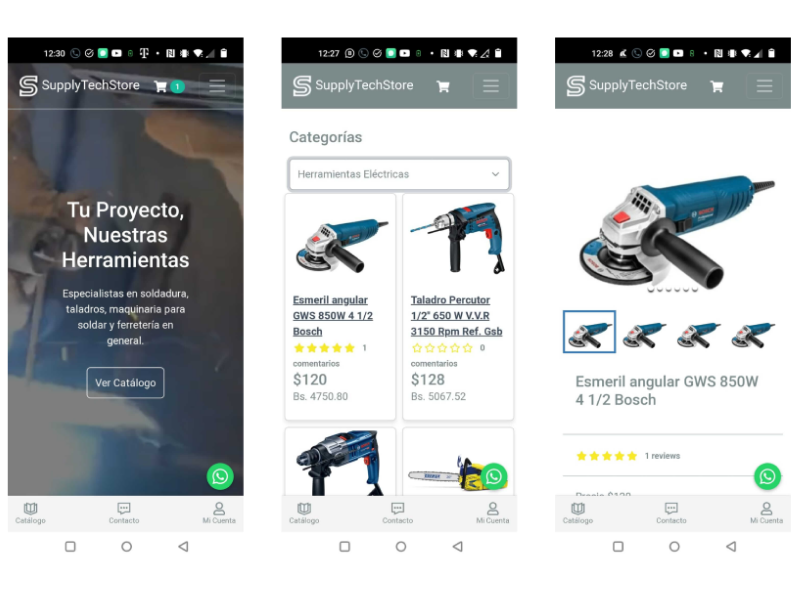 12:30
SupplyTechStore
1
Tu Proyecto,
Nuestras
Herramientas
Especialistas en soldadura,
taladros, maquinaria para
soldar y ferretería en
general.
Ver Catálogo
Catálogo
Contacto
Mi Cuenta
12:27
SupplyTechStore
Categorías
Herramientas Eléctricas
Esmeril angular
GWS 850W 4 1/2
Bosch
1
comentarios
$120
Bs. 4750.80
Taladro Percutor
1/2" 650 W V.V.R
3150 Rpm Ref. Gsb
0
comentarios
$128
Bs. 5067.52
Catálogo
Contacto
Mi Cuenta
12:28
SupplyTechStore
Esmeril angular GWS 850W
4 1/2 Bosch
1 reviews
Precio $120
Catálogo
Contacto
Mi Cuenta